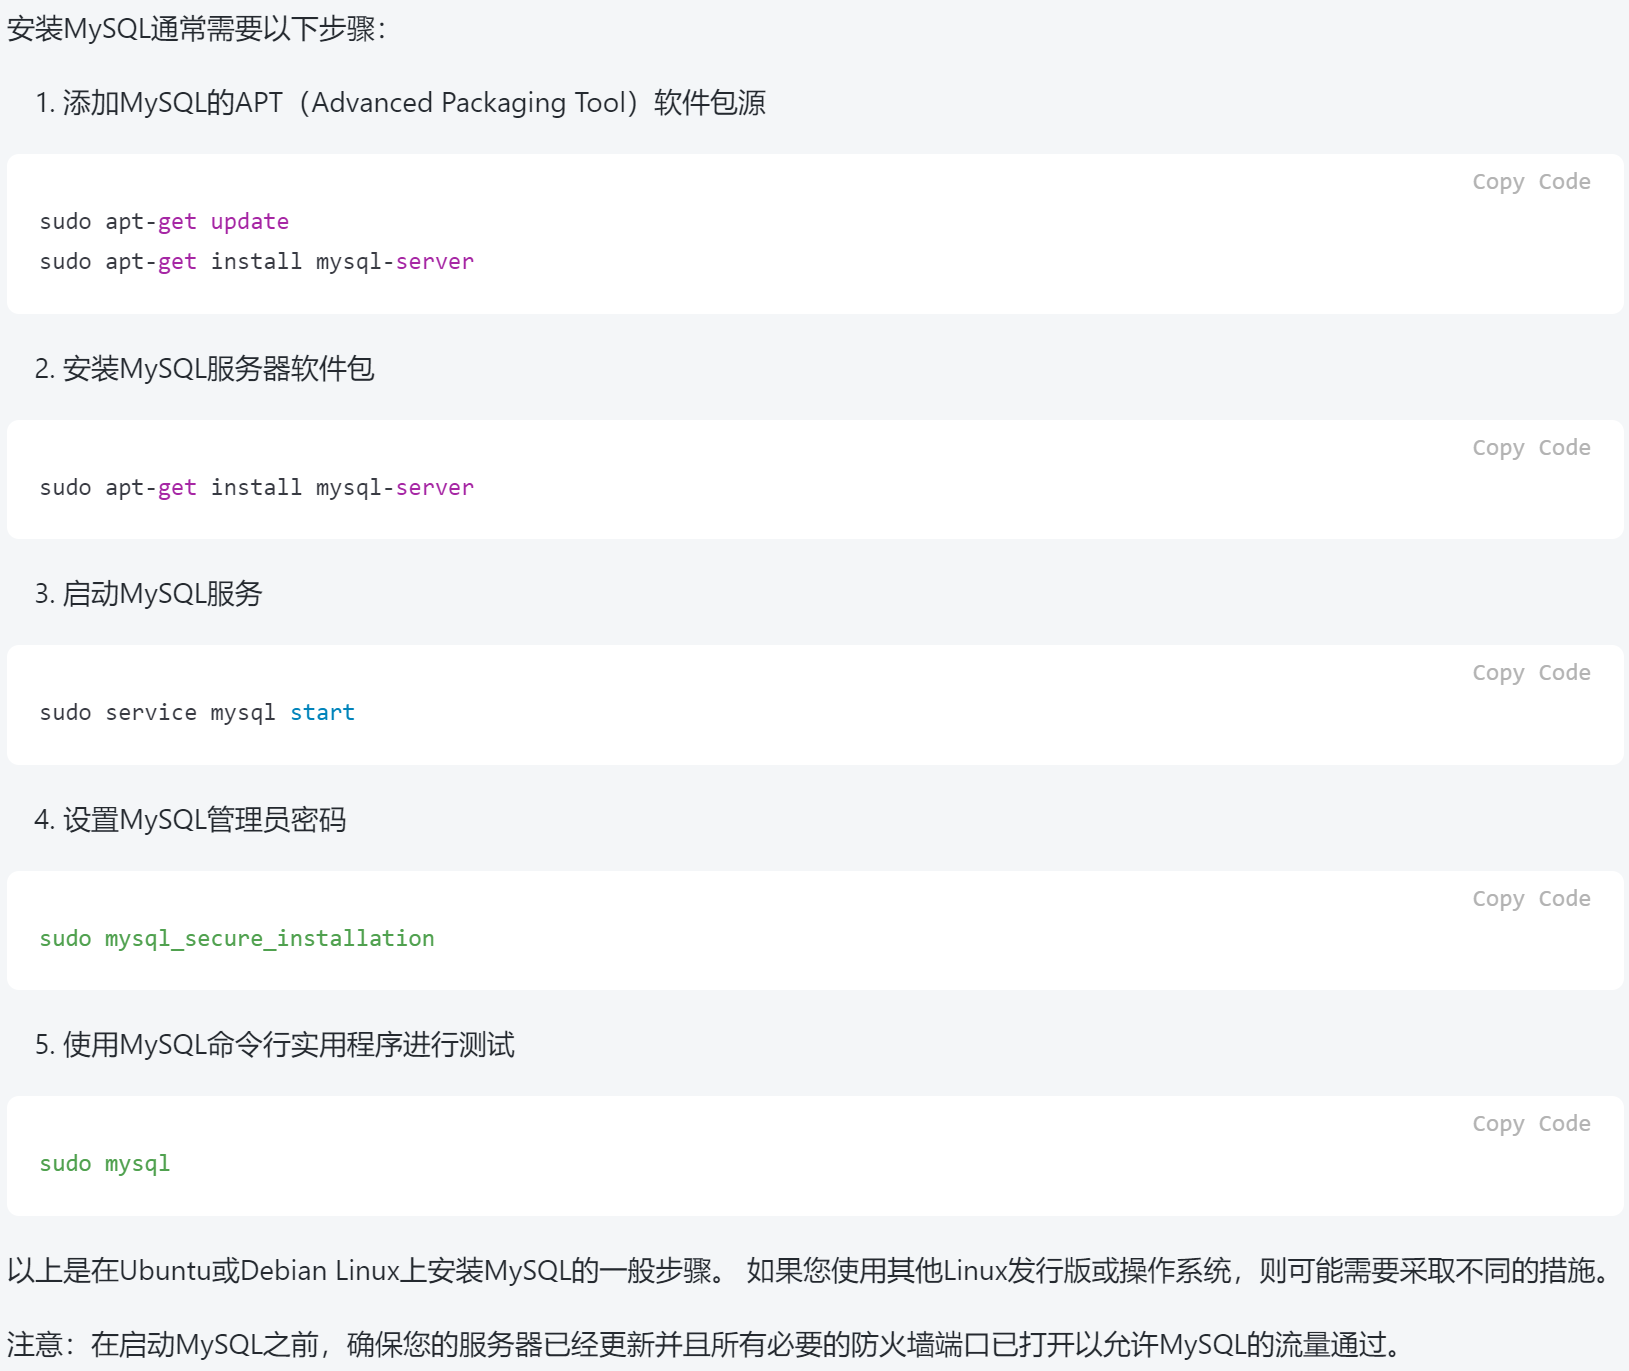 安装MySQL通常需要以下步骤：
1. 添加MySQL的APT（Advanced Packaging Tool）软件包源
Copy Code
sudo apt-get update
sudo apt-get install mysql-server
2. 安装MySQL服务器软件包
Copy Code
sudo apt-get install mysql-server
3. 启动MySQL服务
Copy Code
sudo service mysql start
4. 设置MySQL管理员密码
Copy Code
sudo mysql_secure_installation
5. 使用MySQL命令行实用程序进行测试
Copy Code
sudo mysql
以上是在Ubuntu或Debian Linux上安装MySQL的一般步骤。 如果您使用其他Linux发行版或操作系统，则可能需要采取不同的措施。
注意：在启动MySQL之前，确保您的服务器已经更新并且所有必要的防火墙端口已打开以允许MySQL的流量通过。